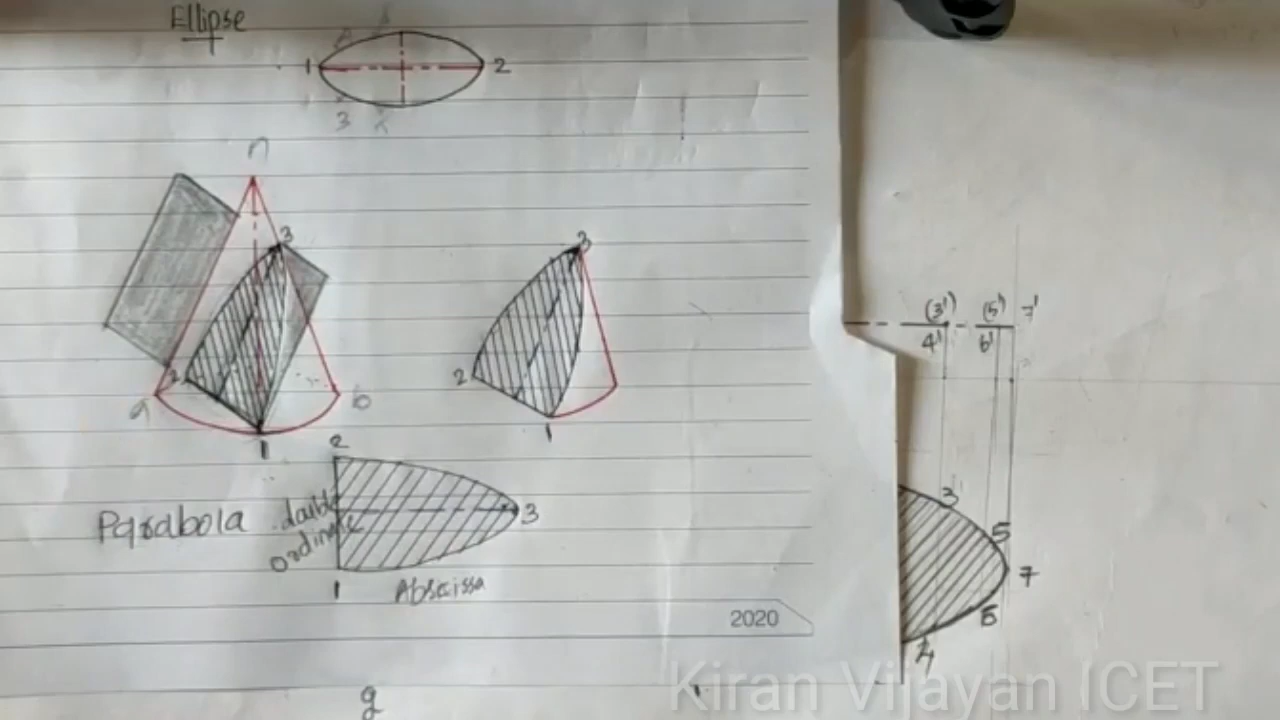 Ellipse
1 2
3
3
2
a b
1
3
2
1
2
Parabola double
ordinate
3
1
Abscissa
2020
(3') (5') 7'
4' 6'
3
5
7
6
4
g
Kiran Vijayan ICET